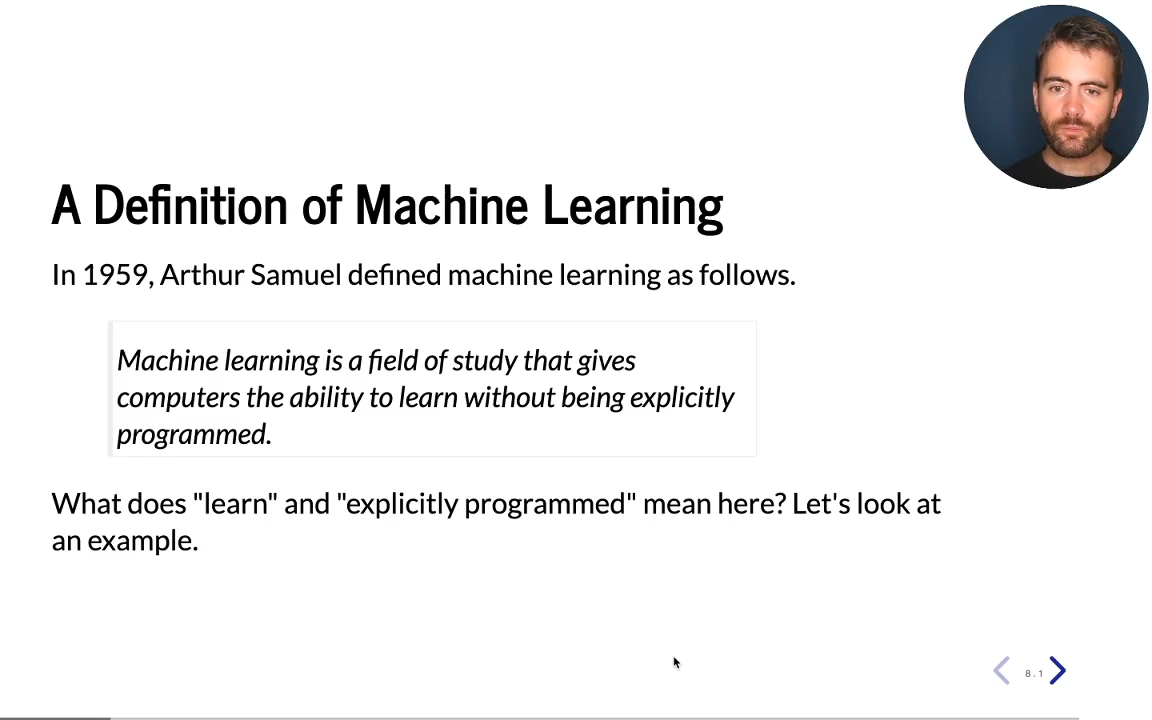 A Definition of Machine Learning
In 1959, Arthur Samuel defined machine learning as follows.
Machine learning is a field of study that gives
computers the ability to learn without being explicitly
programmed.
What does "learn" and "explicitly programmed" mean here? Let's look at
an example.
8.1